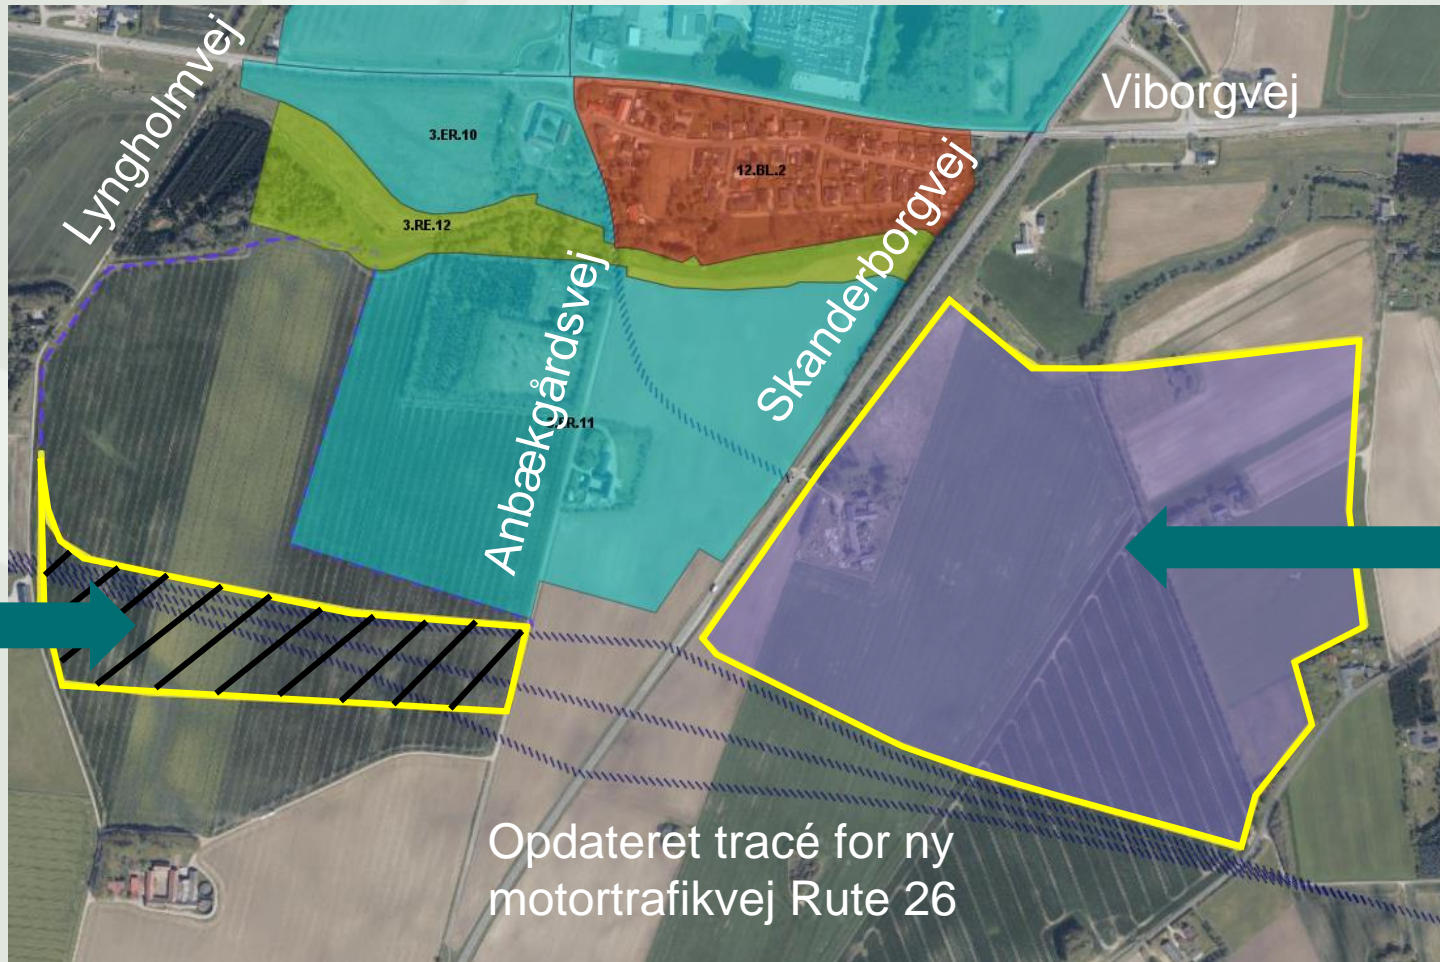 Lyngholmvej
Viborgvej
3.ER.10
12.BL.2
3.RE.12
Anbækgårdsvej
Skanderborgvej
ER.11
Opdateret tracé for ny
motortrafikvej Rute 26